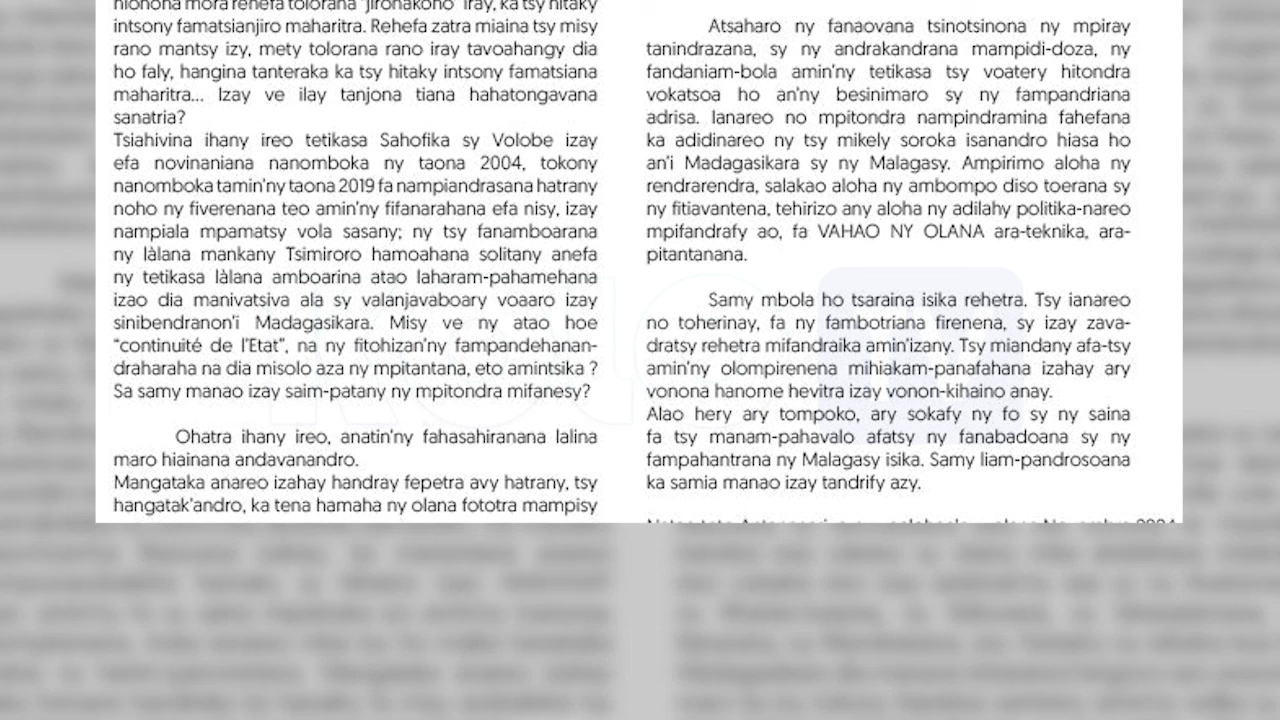 mora rehefa tolorana "jironakoho" iray, ka tsy hitaky
intsony famatsianjiro maharitra. Rehefa zatra miaina tsy misy
rano mantsy izy, mety tolorana rano iray tavoahangy dia
ho faly, hangina tanteraka ka tsy hitaky intsony famatsiana
maharitra... Izay ve ilay tanjona tiana hahatongavana
sanatria?
Tsiahivina ihany ireo tetikasa Sahofika sy Volobe izay
efa novinaniana nanomboka ny taona 2004, tokony
nanomboka tamin'ny taona 2019 fa nampiandrasana hatrany
noho ny fiverenana teo amin'ny fifanarahana efa nisy, izay
nampiala mpamatsy vola sasany; ny tsy fanamboarana
ny làlana mankany Tsimiroro hamoahana solitany anefa
ny tetikasa làlana amboarina atao laharam-pahamehana
izao dia manivatsiva ala sy valanjavaboary voaaro izay
sinibendranon'i Madagasikara. Misy ve ny atao hoe
"continuité de l'Etat", na ny fitohizan'ny fampandehanan-
draharaha na dia misolo aza ny mpitantana, eto amintsika ?
Sa samy manao izay saim-patany ny mpitondra mifanesy?
Ohatra ihany ireo, anatin'ny fahasahiranana lalina
maro hiainana andavanandro.
Mangataka anareo izahay handray fepetra avy hatrany, tsy
hangatak'andro, ka tena hamaha ny olana fototra mampisy
Atsaharo ny fanaovana tsinotsinona ny mpiray
tanindrazana, sy ny andrakandrana mampidi-doza, ny
fandaniam-bola amin'ny tetikasa tsy voatery hitondra
vokatsoa ho an'ny besinimaro sy ny fampandriana
adrisa. Ianareo no mpitondra nampindramina fahefana
ka adidinareo ny tsy mikely soroka isanandro hiasa ho
an'i Madagasikara sy ny Malagasy. Ampirimo aloha ny
rendrarendra, salakao aloha ny ambompo diso toerana sy
ny fitiavantena, tehirizo any aloha ny adilahy politika-nareo
mpifandrafy ao, fa VAHAO NY OLANA ara-teknika, ara-
pitantanana.
Samy mbola ho tsaraina isika rehetra. Tsy ianareo
no toherinay, fa ny fambotriana firenena, sy izay zava-
dratsy rehetra mifandraika amin'izany. Tsy miandany afa-tsy
amin'ny olompirenena mihiakam-panafahana izahay ary
vonona hanome hevitra izay vonon-kihaino anay.
Alao hery ary tompoko, ary sokafy ny fo sy ny saina
fa tsy manam-pahavalo afatsy ny fanabadoana sy ny
fampahantrana ny Malagasy isika. Samy liam-pandrosoana
ka samia manao izay tandrify azy.